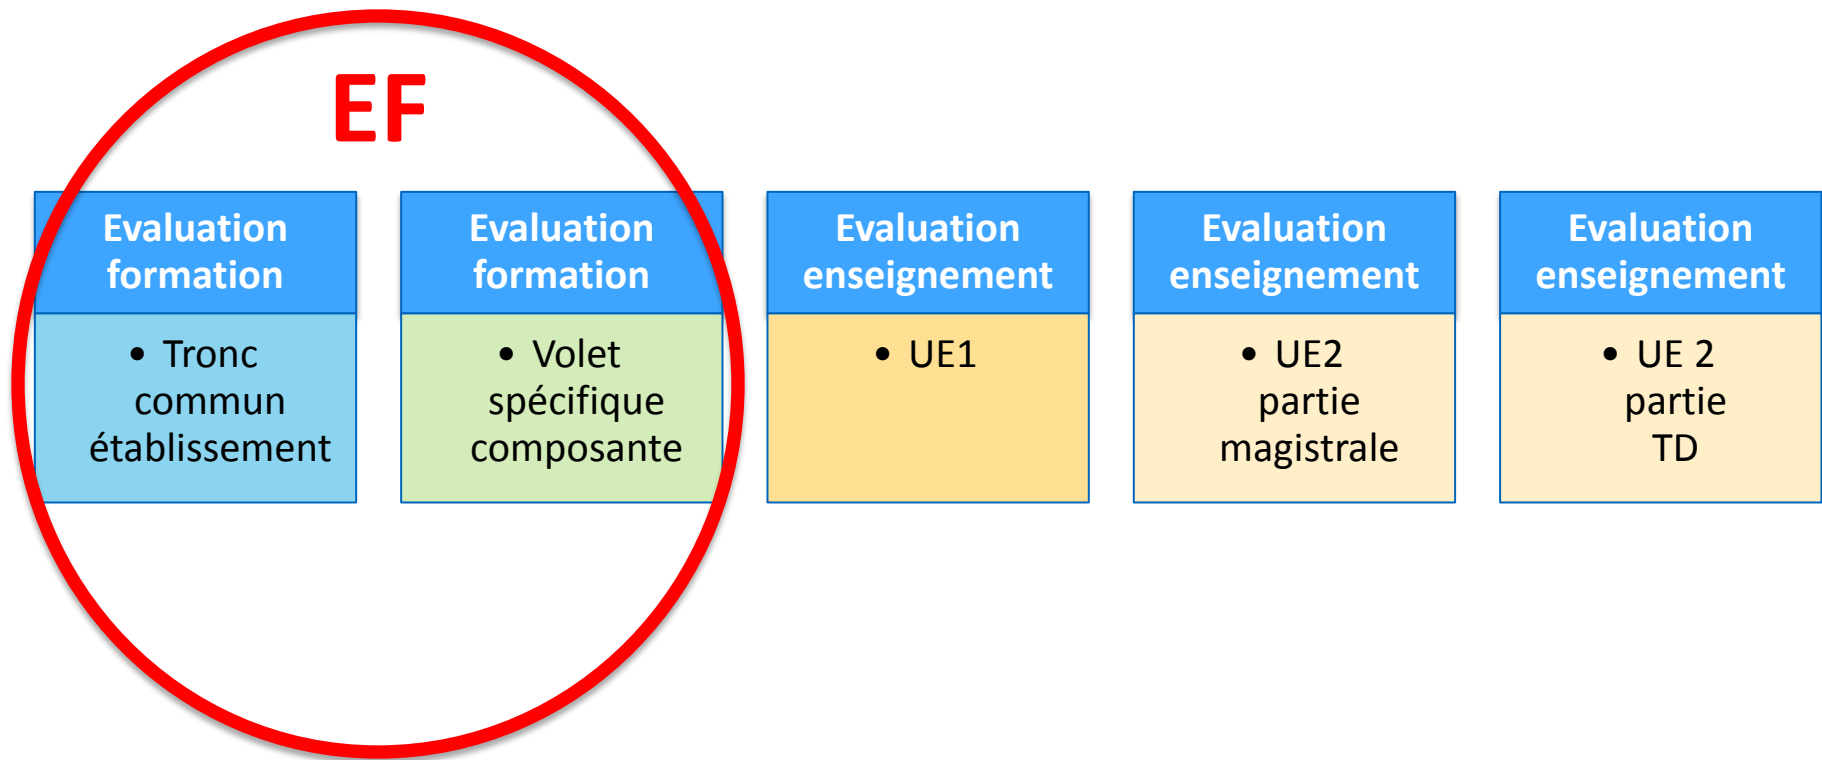 EF
Evaluation
formation
• Tronc
commun
établissement
Evaluation
formation
• Volet
spécifique
composante
Evaluation
enseignement
• UE1
Evaluation
enseignement
• UE2
partie
magistrale
Evaluation
enseignement
• UE 2
partie
TD